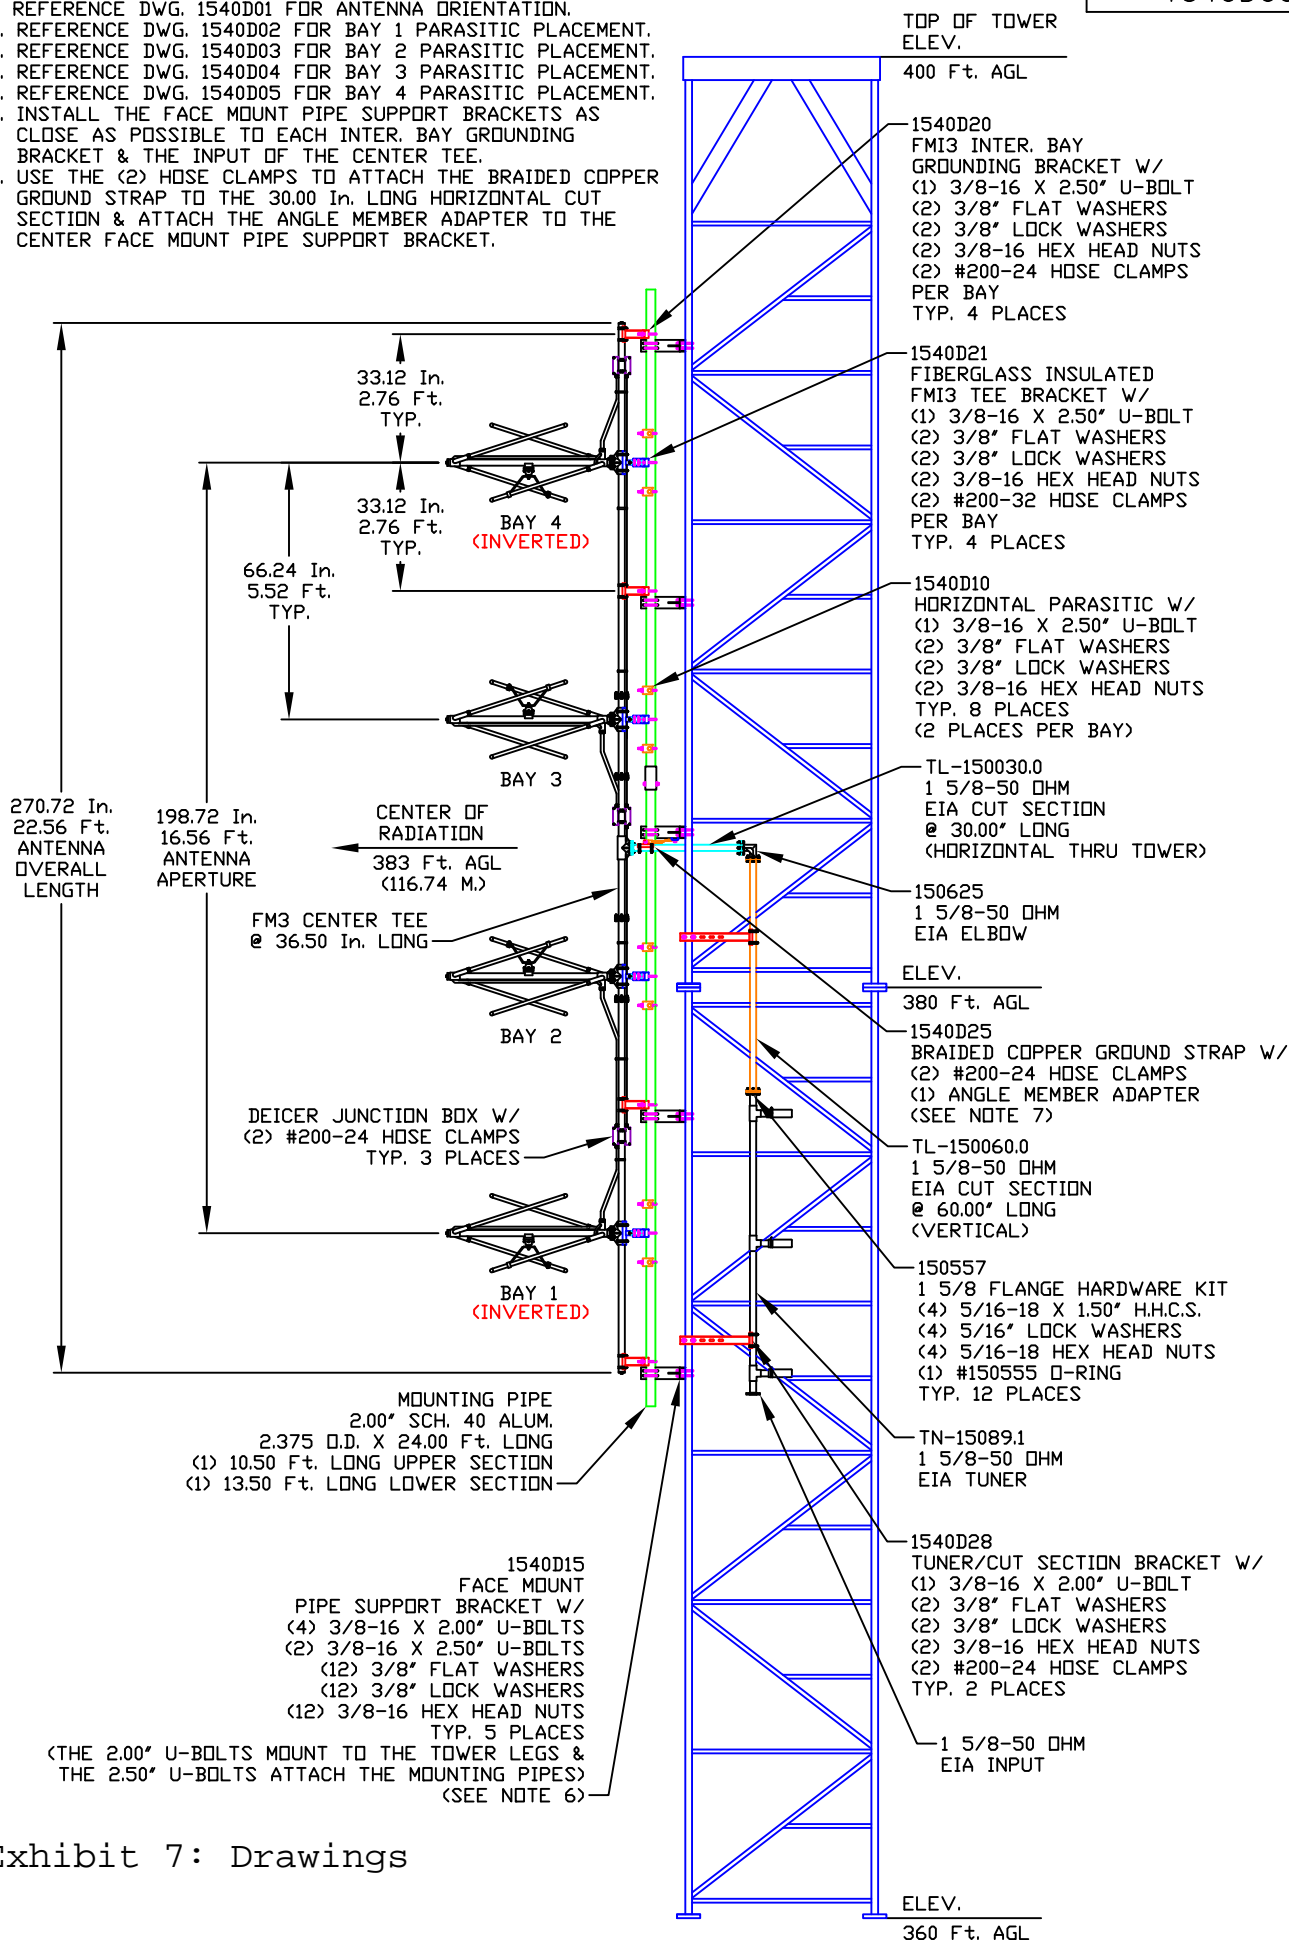 REFERENCE DWG. 1540D01 FOR ANTENNA ORIENTATION.
. REFERENCE DWG. 1540D02 FOR BAY 1 PARASITIC PLACEMENT.
. REFERENCE DWG. 1540D03 FOR BAY 2 PARASITIC PLACEMENT.
. REFERENCE DWG. 1540D04 FOR BAY 3 PARASITIC PLACEMENT.
. REFERENCE DWG. 1540D05 FOR BAY 4 PARASITIC PLACEMENT.
. INSTALL THE FACE MOUNT PIPE SUPPORT BRACKETS AS
CLOSE AS POSSIBLE TO EACH INTER. BAY GROUNDING
BRACKET & THE INPUT OF THE CENTER TEE.
. USE THE (2) HOSE CLAMPS TO ATTACH THE BRAIDED COPPER
GROUND STRAP TO THE 30.00 In. LONG HORIZONTAL CUT
SECTION & ATTACH THE ANGLE MEMBER ADAPTER TO THE
CENTER FACE MOUNT PIPE SUPPORT BRACKET.
TOP OF TOWER
ELEV.
400 Ft. AGL
1540D20
FMI3 INTER. BAY
GROUNDING BRACKET W/
(1) 3/8-16 X 2.50" U-BOLT
(2) 3/8" FLAT WASHERS
(2) 3/8" LOCK WASHERS
(2) 3/8-16 HEX HEAD NUTS
(2) #200-24 HOSE CLAMPS
PER BAY
TYP. 4 PLACES
1540D21
FIBERGLASS INSULATED
FMI3 TEE BRACKET W/
(1) 3/8-16 X 2.50" U-BOLT
(2) 3/8" FLAT WASHERS
(2) 3/8" LOCK WASHERS
(2) 3/8-16 HEX HEAD NUTS
(2) #200-32 HOSE CLAMPS
PER BAY
TYP. 4 PLACES
1540D10
HORIZONTAL PARASITIC W/
(1) 3/8-16 X 2.50" U-BOLT
(2) 3/8" FLAT WASHERS
(2) 3/8" LOCK WASHERS
(2) 3/8-16 HEX HEAD NUTS
TYP. 8 PLACES
(2 PLACES PER BAY)
TL-150030.0
1 5/8-50 OHM
EIA CUT SECTION
@ 30.00" LONG
(HORIZONTAL THRU TOWER)
150625
1 5/8-50 OHM
EIA ELBOW
ELEV.
380 Ft. AGL
1540D25
BRAIDED COPPER GROUND STRAP W/
(2) #200-24 HOSE CLAMPS
(1) ANGLE MEMBER ADAPTER
(SEE NOTE 7)
TL-150060.0
1 5/8-50 OHM
EIA CUT SECTION
@ 60.00" LONG
(VERTICAL)
150557
1 5/8 FLANGE HARDWARE KIT
(4) 5/16-18 X 1.50" H.H.C.S.
(4) 5/16" LOCK WASHERS
(4) 5/16-18 HEX HEAD NUTS
(1) #150555 O-RING
TYP. 12 PLACES
TN-15089.1
1 5/8-50 OHM
EIA TUNER
1540D28
TUNER/CUT SECTION BRACKET W/
(1) 3/8-16 X 2.00" U-BOLT
(2) 3/8" FLAT WASHERS
(2) 3/8" LOCK WASHERS
(2) 3/8-16 HEX HEAD NUTS
(2) #200-24 HOSE CLAMPS
TYP. 2 PLACES
1 5/8-50 OHM
EIA INPUT
ELEV.
360 Ft. AGL
33.12 In.
2.76 Ft.
TYP.
33.12 In.
2.76 Ft.
TYP.
66.24 In.
5.52 Ft.
TYP.
BAY 4
(INVERTED)
BAY 3
270.72 In.
22.56 Ft.
ANTENNA
OVERALL
LENGTH
198.72 In.
16.56 Ft.
ANTENNA
APERTURE
CENTER OF
RADIATION
383 Ft. AGL
(116.74 M.)
FM3 CENTER TEE
@ 36.50 In. LONG
BAY 2
DEICER JUNCTION BOX W/
(2) #200-24 HOSE CLAMPS
TYP. 3 PLACES
BAY 1
(INVERTED)
MOUNTING PIPE
2.00" SCH. 40 ALUM.
2.375 O.D. X 24.00 Ft. LONG
(1) 10.50 Ft. LONG UPPER SECTION
(1) 13.50 Ft. LONG LOWER SECTION
1540D15
FACE MOUNT
PIPE SUPPORT BRACKET W/
(4) 3/8-16 X 2.00" U-BOLTS
(2) 3/8-16 X 2.50" U-BOLTS
(12) 3/8" FLAT WASHERS
(12) 3/8" LOCK WASHERS
(12) 3/8-16 HEX HEAD NUTS
TYP. 5 PLACES
(THE 2.00" U-BOLTS MOUNT TO THE TOWER LEGS &
THE 2.50" U-BOLTS ATTACH THE MOUNTING PIPES)
(SEE NOTE 6)
Exhibit 7: Drawings